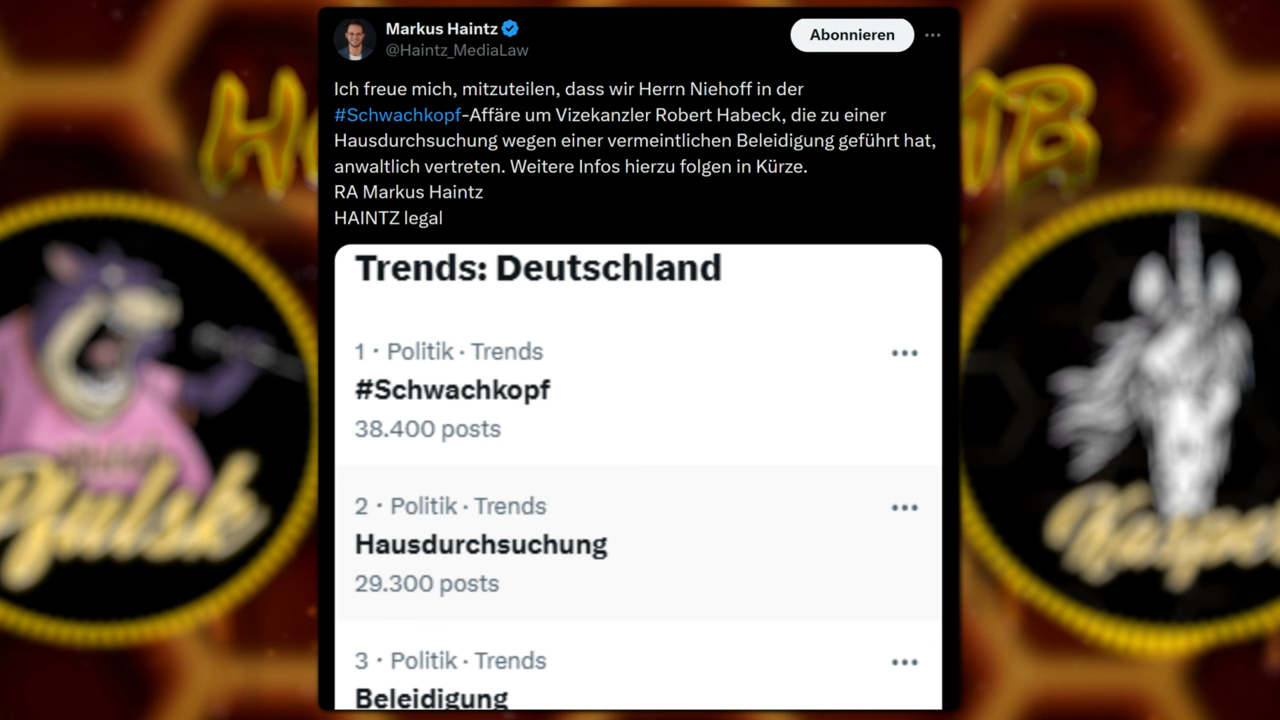 Markus Haintz
@Haintz_MediaLaw
Abonnieren
Ich freue mich, mitzuteilen, dass wir Herrn Niehoff in der
#Schwachkopf-Affäre um Vizekanzler Robert Habeck, die zu einer
Hausdurchsuchung wegen einer vermeintlichen Beleidigung geführt hat,
anwaltlich vertreten. Weitere Infos hierzu folgen in Kürze.
RA Markus Haintz
HAINTZ legal
Trends: Deutschland
1 · Politik · Trends
#Schwachkopf
38.400 posts
2 · Politik · Trends
Hausdurchsuchung
29.300 posts
3 · Politik · Trends
Beleidigung